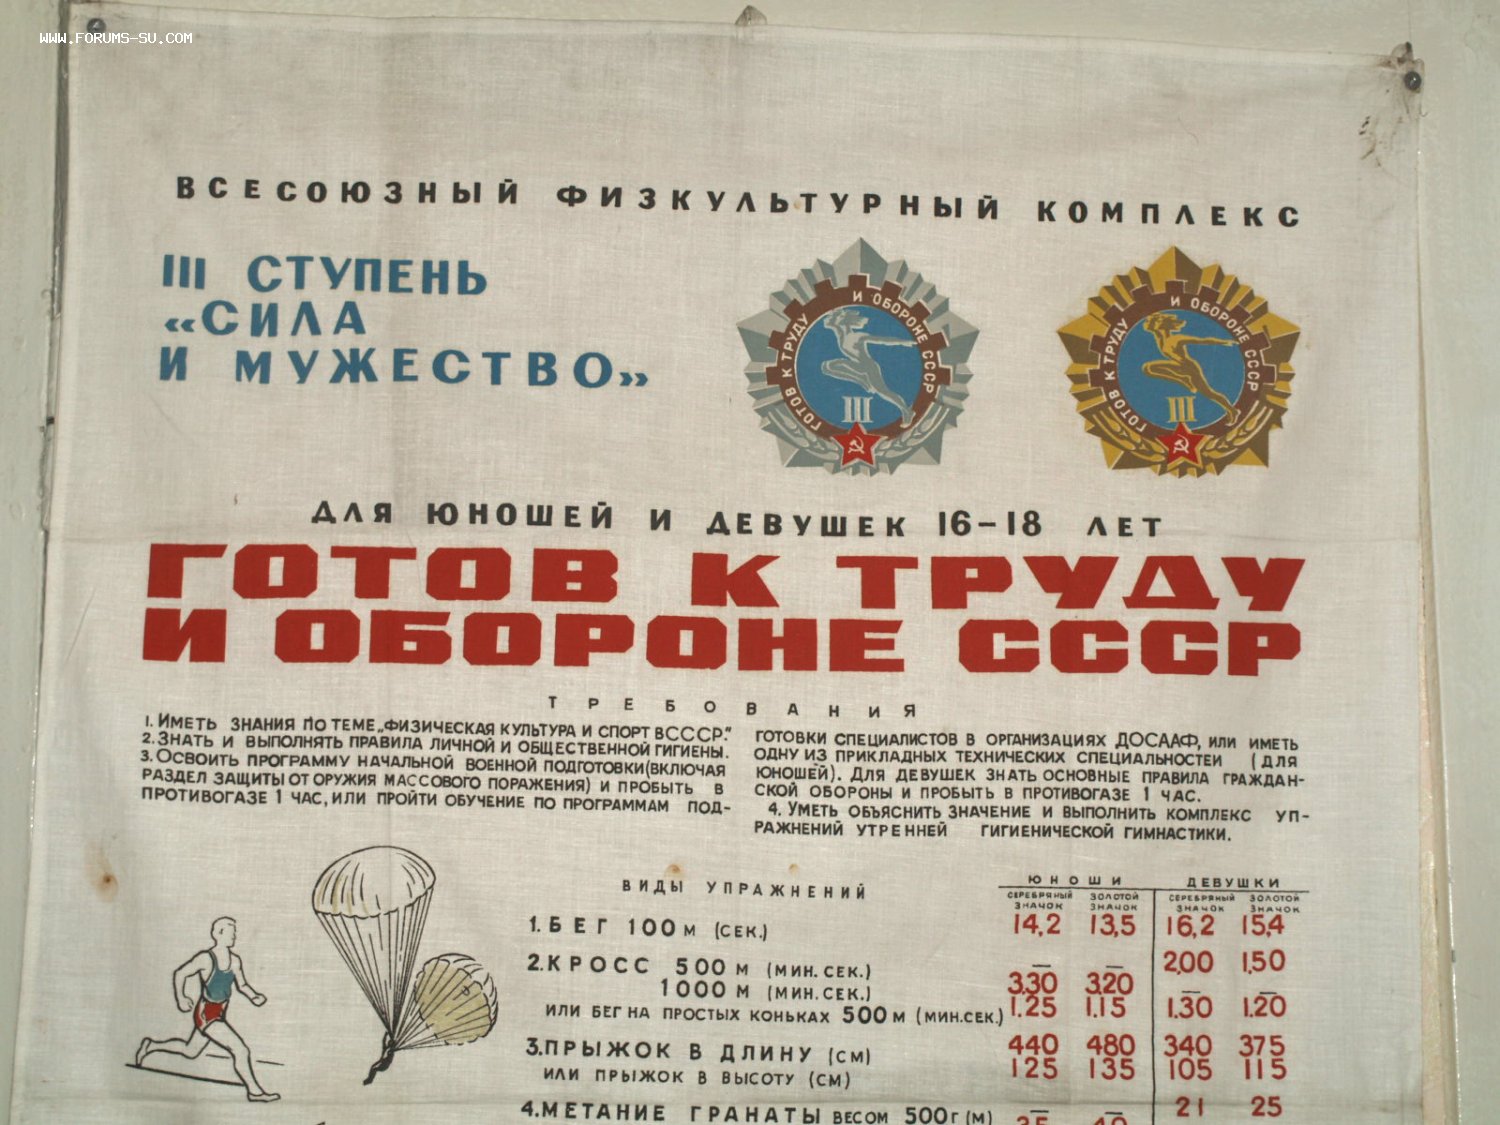 WWW.FORUMS-SU.COM
ВСЕСОЮЗНЫЙ ФИЗКУЛЬТУРНЫЙ КОМПЛЕКС
III СТУПЕНЬ
«СИЛА
И МУЖЕСТВО»
ГОТОВ К ТРУДУ И ОБОРОНЕ СССР
III
ГОТОВ К ТРУДУ И ОБОРОНЕ СССР
III
ДЛЯ ЮНОШЕЙ И ДЕВУШЕК 16-18 ЛЕТ
ГОТОВ К ТРУДУ
И ОБОРОНЕ СССР
ТРЕБОВАНИЯ
1. ИМЕТЬ ЗНАНИЯ ПО ТЕМЕ „ФИЗИЧЕСКАЯ КУЛЬТУРА И СПОРТ В СССР."
2. ЗНАТЬ И ВЫПОЛНЯТЬ ПРАВИЛА ЛИЧНОЙ И ОБЩЕСТВЕННОЙ ГИГИЕНЫ.
3. ОСВОИТЬ ПРОГРАММУ НАЧАЛЬНОЙ ВОЕННОЙ ПОДГОТОВКИ (ВКЛЮЧАЯ
РАЗДЕЛ ЗАЩИТЫ ОТ ОРУЖИЯ МАССОВОГО ПОРАЖЕНИЯ) И ПРОБЫТЬ В
ПРОТИВОГАЗЕ 1 ЧАС, ИЛИ ПРОЙТИ ОБУЧЕНИЕ ПО ПРОГРАММАМ ПОД-
ГОТОВКИ СПЕЦИАЛИСТОВ В ОРГАНИЗАЦИЯХ ДОСААФ, ИЛИ ИМЕТЬ
ОДНУ ИЗ ПРИКЛАДНЫХ ТЕХНИЧЕСКИХ СПЕЦИАЛЬНОСТЕЙ (ДЛЯ
ЮНОШЕЙ). ДЛЯ ДЕВУШЕК ЗНАТЬ ОСНОВНЫЕ ПРАВИЛА ГРАЖДАН-
СКОЙ ОБОРОНЫ И ПРОБЫТЬ В ПРОТИВОГАЗЕ 1 ЧАС.
4. УМЕТЬ ОБЪЯСНИТЬ ЗНАЧЕНИЕ И ВЫПОЛНИТЬ КОМПЛЕКС УП-
РАЖНЕНИЙ УТРЕННЕЙ ГИГИЕНИЧЕСКОЙ ГИМНАСТИКИ.
ВИДЫ УПРАЖНЕНИЙ ЮНОШИ ДЕВУШКИ
СЕРЕБРЯНЫЙ ЗОЛОТОЙ СЕРЕБРЯНЫЙ ЗОЛОТОЙ
ЗНАЧОК ЗНАЧОК ЗНАЧОК ЗНАЧОК
1. БЕГ 100 М (СЕК.) 14,2 13,5 16,2 15,4
2. КРОСС 500 М (МИН. СЕК.) — — 2.00 1.50
1000 М (МИН. СЕК.) 3.30 3.20 — —
ИЛИ БЕГ НА ПРОСТЫХ КОНЬКАХ 500 М (МИН.СЕК.) 1.25 1.15 1.30 1.20
3. ПРЫЖОК В ДЛИНУ (СМ) 440 480 340 375
ИЛИ ПРЫЖОК В ВЫСОТУ (СМ) 125 135 105 115
4. МЕТАНИЕ ГРАНАТЫ ВЕСОМ 500 Г (М) — — 21 25